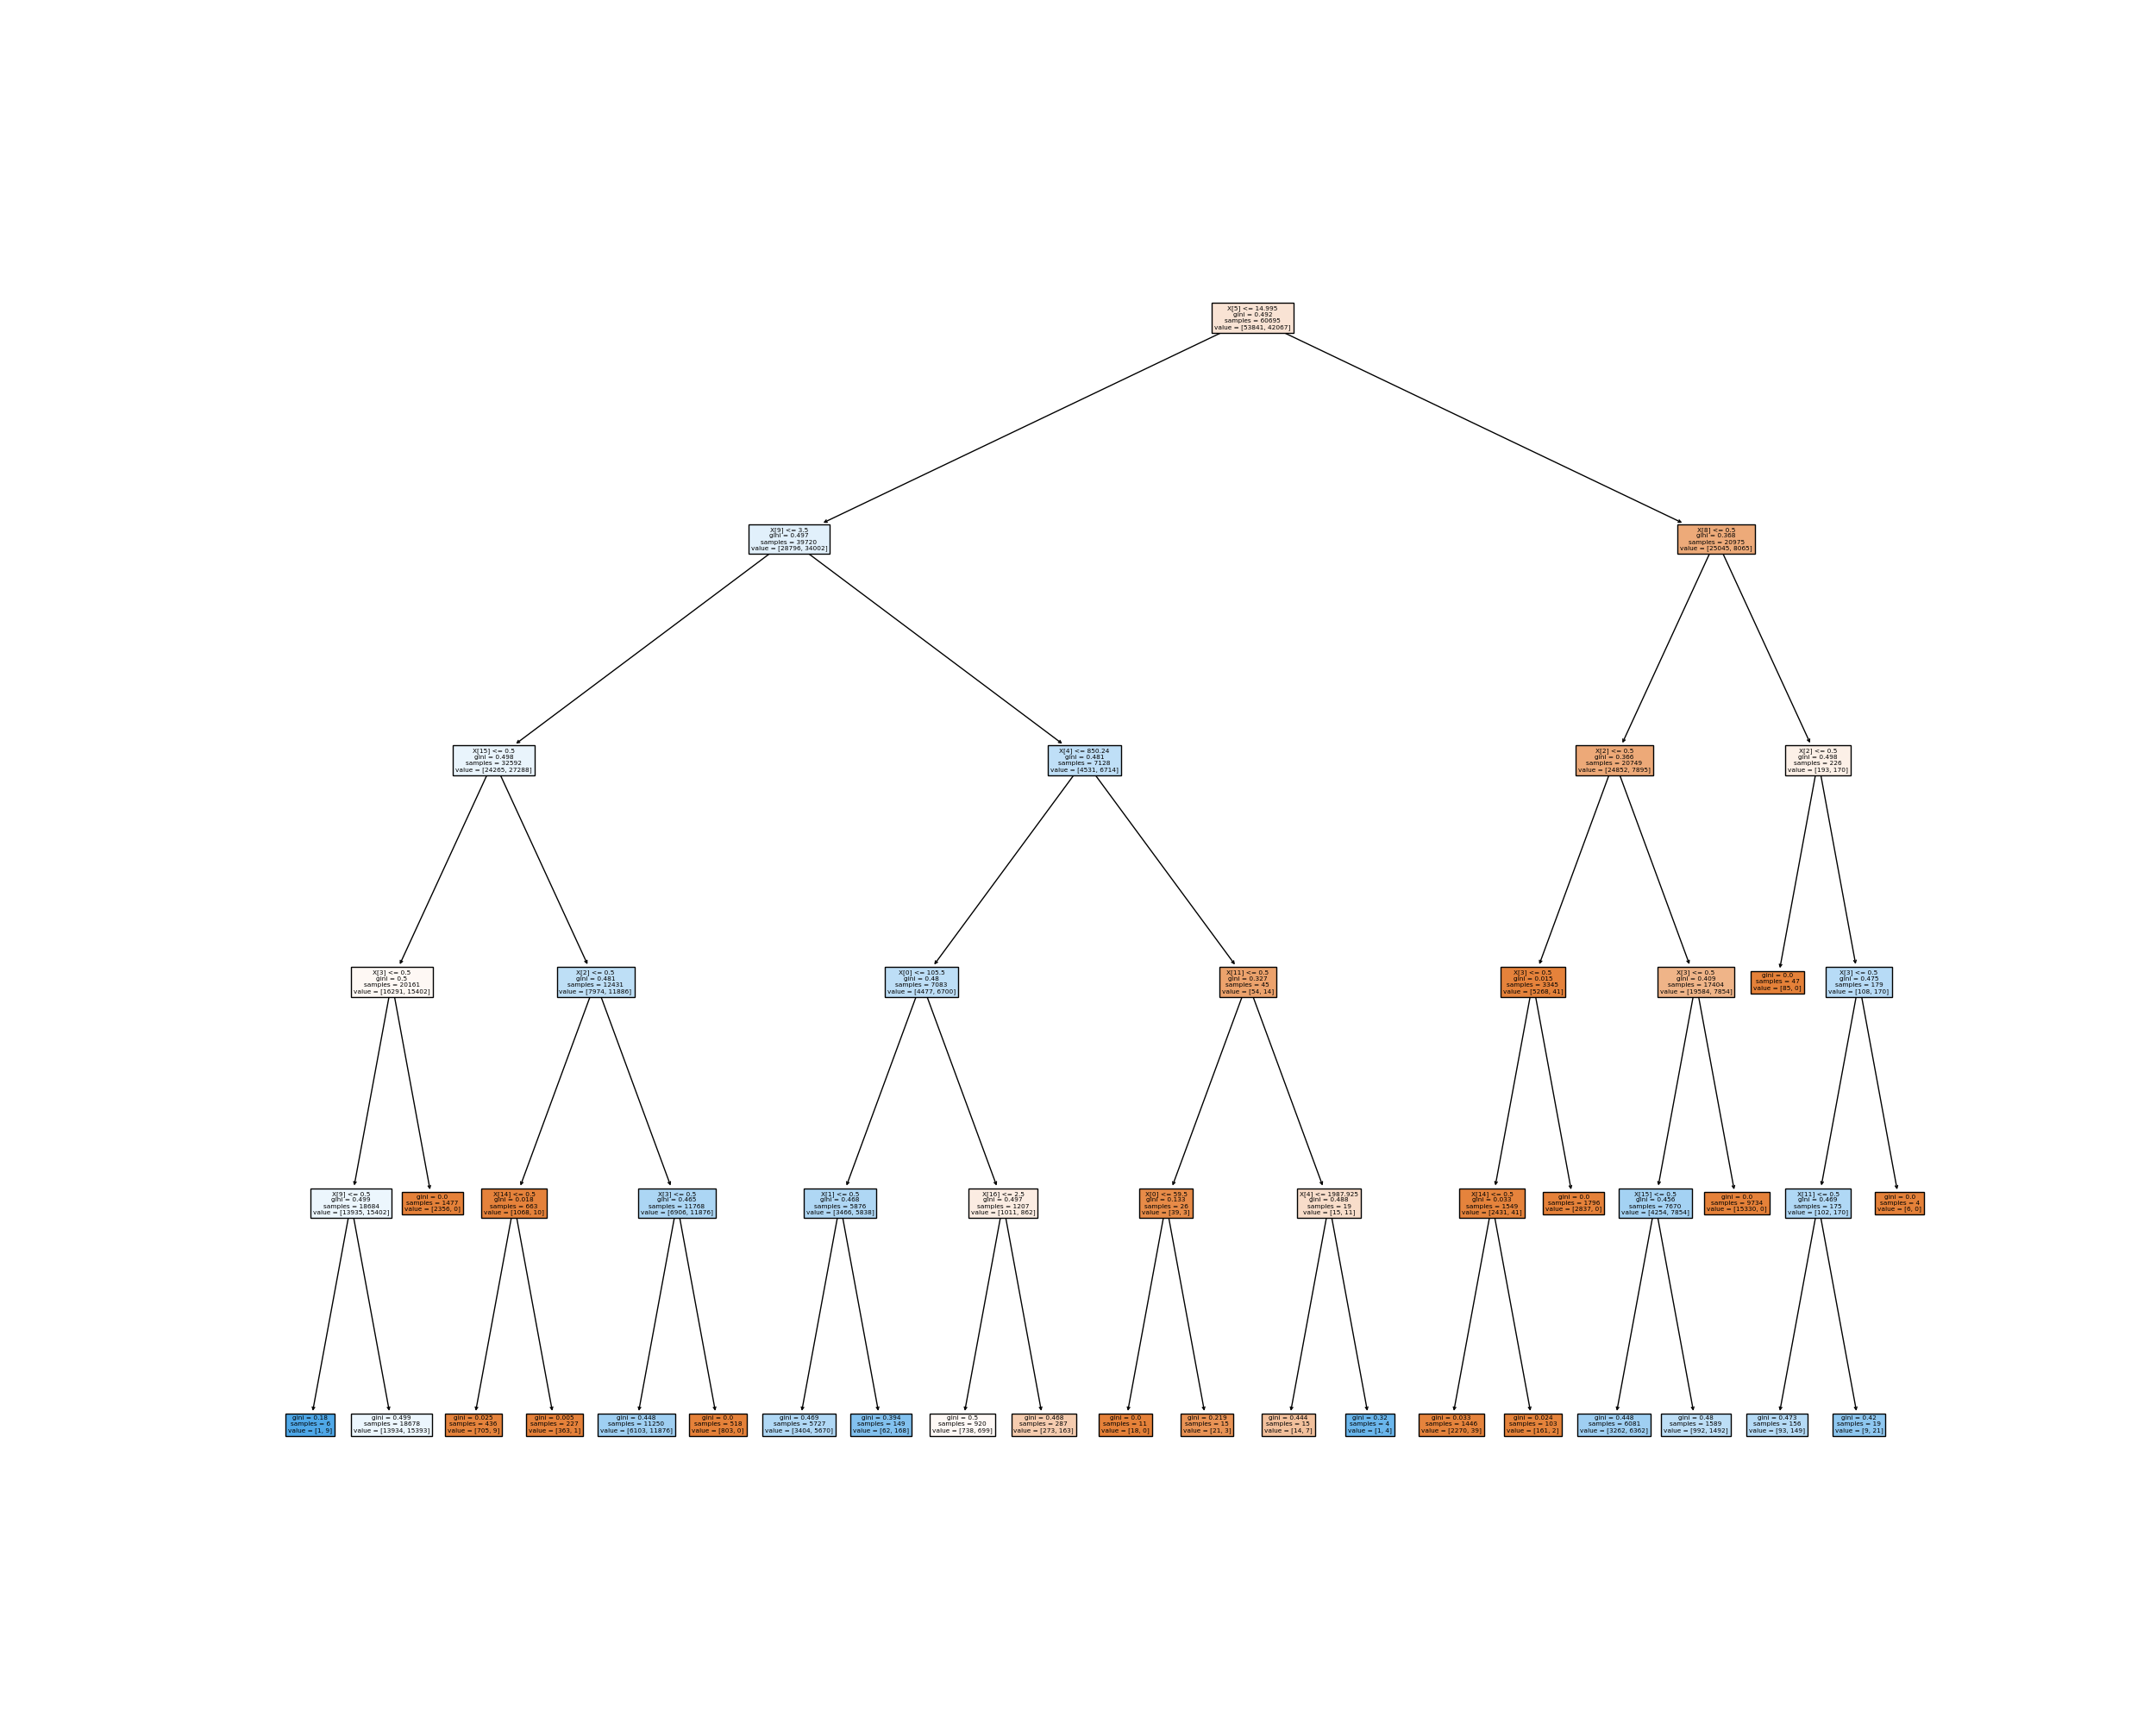 X[5] <= 14.995
gini = 0.492
samples = 60695
value = [53841, 42067]
X[9] <= 3.5
gini = 0.497
samples = 39720
value = [28796, 34002]
X[8] <= 0.5
gini = 0.368
samples = 20975
value = [25045, 8065]
X[15] <= 0.5
gini = 0.498
samples = 32592
value = [24265, 27288]
X[4] <= 850.24
gini = 0.481
samples = 7128
value = [4531, 6714]
X[2] <= 0.5
gini = 0.366
samples = 20749
value = [24852, 7895]
X[2] <= 0.5
gini = 0.498
samples = 226
value = [193, 170]
X[3] <= 0.5
gini = 0.5
samples = 20161
value = [16291, 15402]
X[2] <= 0.5
gini = 0.481
samples = 12431
value = [7974, 11886]
X[0] <= 105.5
gini = 0.48
samples = 7083
value = [4477, 6700]
X[11] <= 0.5
gini = 0.327
samples = 45
value = [54, 14]
X[3] <= 0.5
gini = 0.015
samples = 3345
value = [5268, 41]
X[3] <= 0.5
gini = 0.409
samples = 17404
value = [19584, 7854]
gini = 0.0
samples = 47
value = [85, 0]
X[3] <= 0.5
gini = 0.475
samples = 179
value = [108, 170]
X[9] <= 0.5
gini = 0.499
samples = 18684
value = [13935, 15402]
gini = 0.0
samples = 1477
value = [2356, 0]
X[14] <= 0.5
gini = 0.018
samples = 663
value = [1068, 10]
X[3] <= 0.5
gini = 0.465
samples = 11768
value = [6906, 11876]
X[1] <= 0.5
gini = 0.468
samples = 5876
value = [3466, 5838]
X[16] <= 2.5
gini = 0.497
samples = 1207
value = [1011, 862]
X[0] <= 59.5
gini = 0.133
samples = 26
value = [39, 3]
X[4] <= 1987.925
gini = 0.488
samples = 19
value = [15, 11]
X[14] <= 0.5
gini = 0.033
samples = 1549
value = [2431, 41]
gini = 0.0
samples = 1796
value = [2837, 0]
X[15] <= 0.5
gini = 0.456
samples = 7670
value = [4254, 7854]
gini = 0.0
samples = 9734
value = [15330, 0]
X[11] <= 0.5
gini = 0.469
samples = 175
value = [102, 170]
gini = 0.0
samples = 4
value = [6, 0]
gini = 0.18
samples = 6
value = [1, 9]
gini = 0.499
samples = 18678
value = [13934, 15393]
gini = 0.025
samples = 436
value = [705, 9]
gini = 0.005
samples = 227
value = [363, 1]
gini = 0.448
samples = 11250
value = [6103, 11876]
gini = 0.0
samples = 518
value = [803, 0]
gini = 0.469
samples = 5727
value = [3404, 5670]
gini = 0.394
samples = 149
value = [62, 168]
gini = 0.5
samples = 920
value = [738, 699]
gini = 0.468
samples = 287
value = [273, 163]
gini = 0.0
samples = 11
value = [18, 0]
gini = 0.219
samples = 15
value = [21, 3]
gini = 0.444
samples = 15
value = [14, 7]
gini = 0.32
samples = 4
value = [1, 4]
gini = 0.033
samples = 1446
value = [2270, 39]
gini = 0.024
samples = 103
value = [161, 2]
gini = 0.448
samples = 6081
value = [3262, 6362]
gini = 0.48
samples = 1589
value = [992, 1492]
gini = 0.473
samples = 156
value = [93, 149]
gini = 0.42
samples = 19
value = [9, 21]